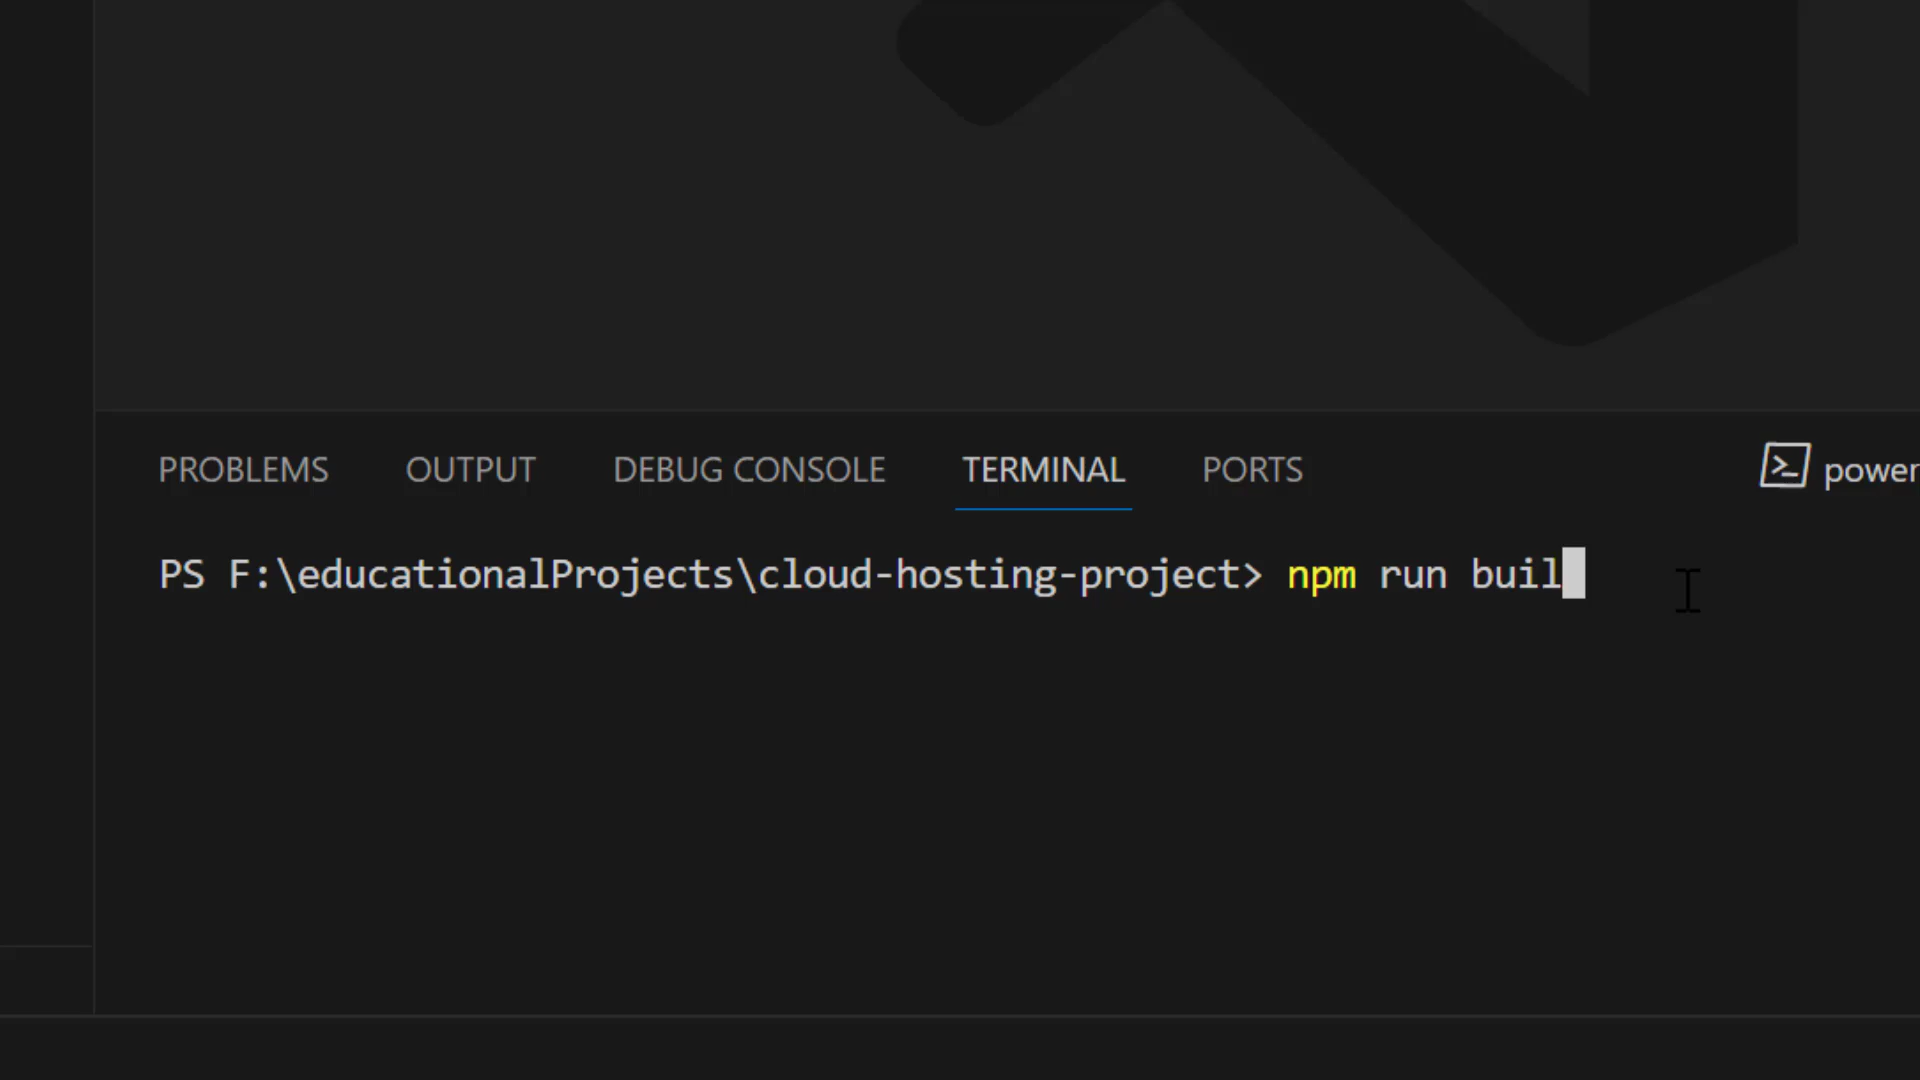 PROBLEMS OUTPUT DEBUG CONSOLE TERMINAL PORTS power
PS F:\educationalProjects\cloud-hosting-project> npm run buil